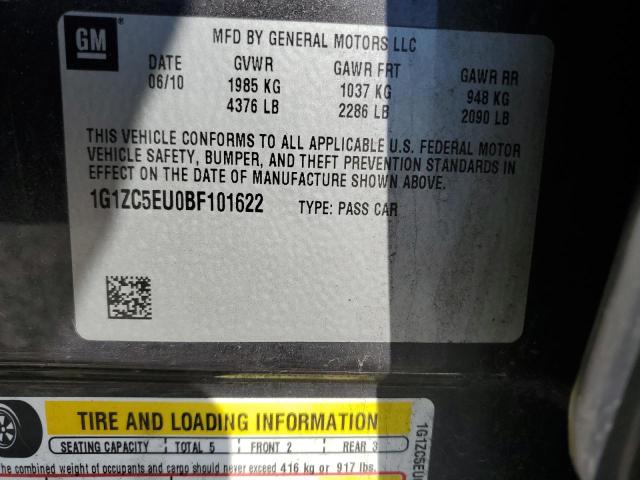 GM
MFD BY GENERAL MOTORS LLC
DATE GVWR GAWR FRT GAWR RR
06/10 1985 KG 1037 KG 948 KG
4376 LB 2286 LB 2090 LB
THIS VEHICLE CONFORMS TO ALL APPLICABLE U.S. FEDERAL MOTOR
VEHICLE SAFETY, BUMPER, AND THEFT PREVENTION STANDARDS IN
EFFECT ON THE DATE OF MANUFACTURE SHOWN ABOVE.
1G1ZC5EU0BF101622 TYPE: PASS CAR
TIRE AND LOADING INFORMATION
SEATING CAPACITY TOTAL 5 FRONT 2 REAR 3
The combined weight of occupants and cargo should never exceed 416 kg or 917 lbs.
1G1ZC5EU